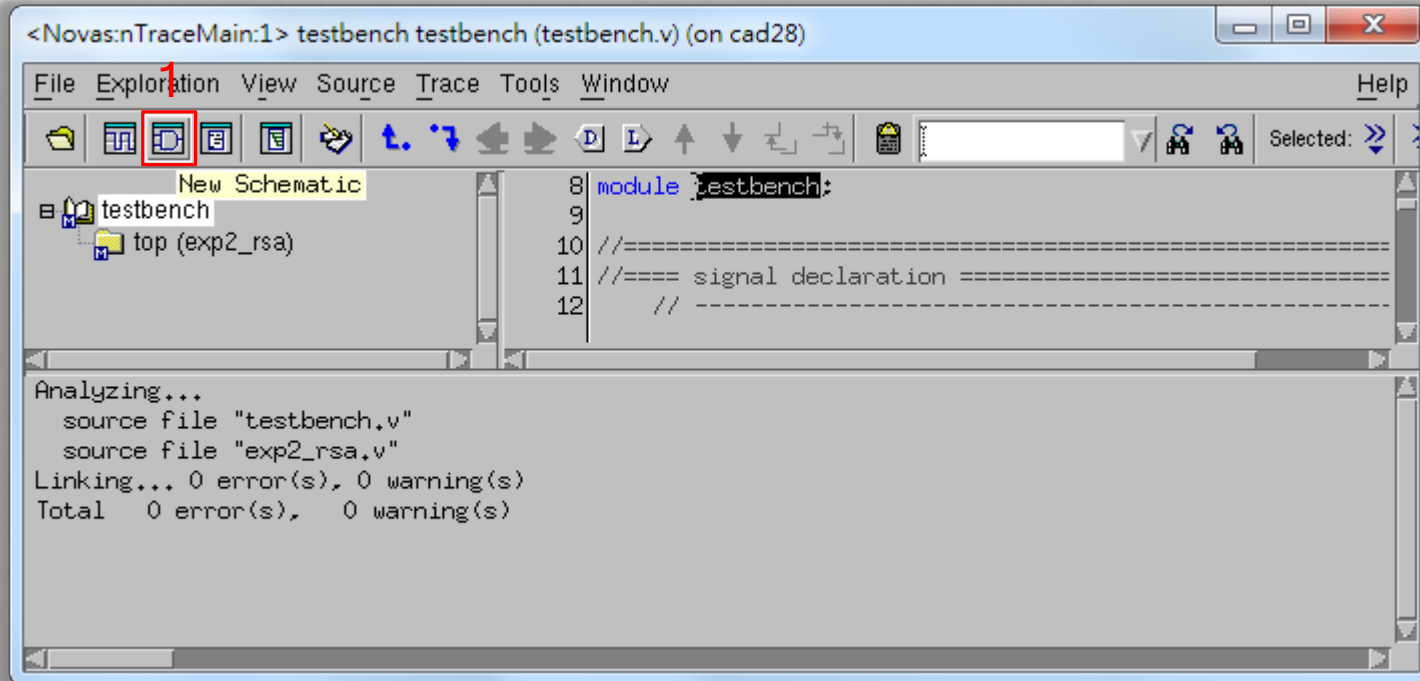 <Novas:nTraceMain:1> testbench testbench (testbench.v) (on cad28)
File Exploration View Source Trace Tools Window Help
1
D L Selected:
New Schematic
testbench
top (exp2_rsa)
8 module testbench;
9
10 //=======================================================
11 //==== signal declaration ===============================
12 // --------------------------------------------------
Analyzing...
source file "testbench.v"
source file "exp2_rsa.v"
Linking... 0 error(s), 0 warning(s)
Total 0 error(s), 0 warning(s)